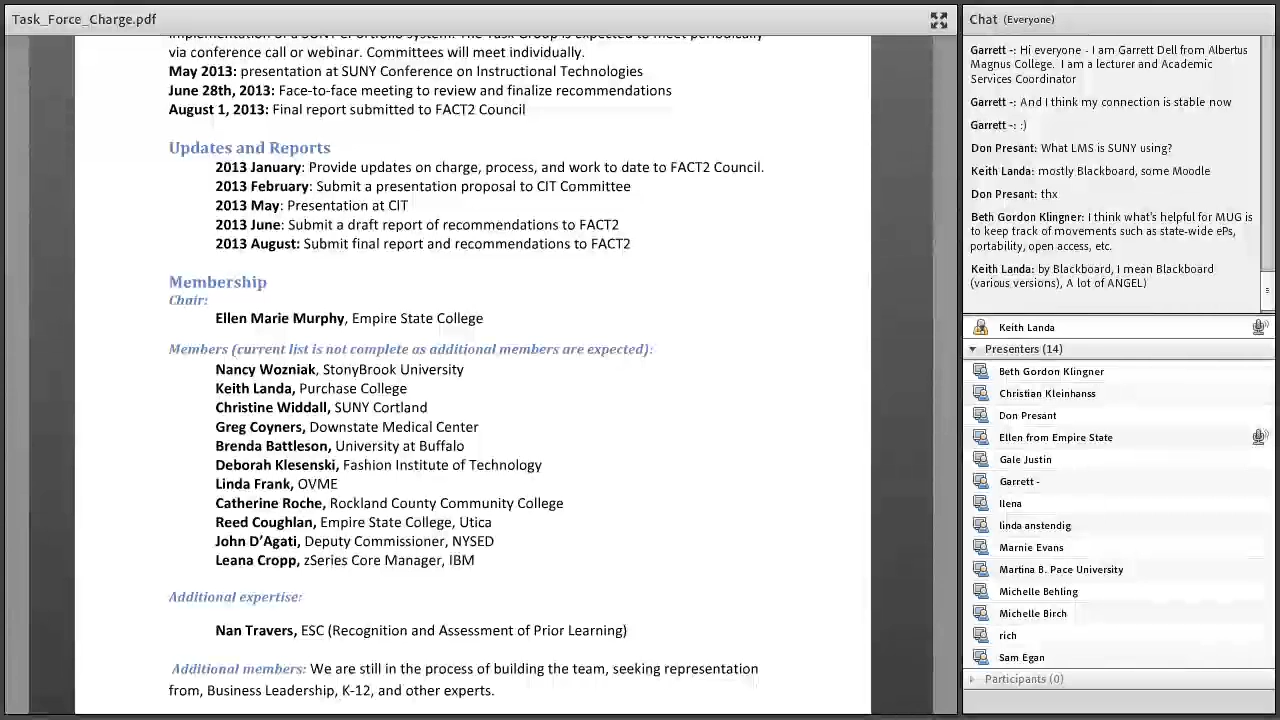 Task_Force_Charge.pdf
implementation of a SUNY ePortfolio system. The Task Group is expected to meet periodically
via conference call or webinar. Committees will meet individually.
May 2013: presentation at SUNY Conference on Instructional Technologies
June 28th, 2013: Face-to-face meeting to review and finalize recommendations
August 1, 2013: Final report submitted to FACT2 Council
Updates and Reports
2013 January: Provide updates on charge, process, and work to date to FACT2 Council.
2013 February: Submit a presentation proposal to CIT Committee
2013 May: Presentation at CIT
2013 June: Submit a draft report of recommendations to FACT2
2013 August: Submit final report and recommendations to FACT2
Membership
Chair:
Ellen Marie Murphy, Empire State College
Members (current list is not complete as additional members are expected):
Nancy Wozniak, StonyBrook University
Keith Landa, Purchase College
Christine Widdall, SUNY Cortland
Greg Coyners, Downstate Medical Center
Brenda Battleson, University at Buffalo
Deborah Klesenski, Fashion Institute of Technology
Linda Frank, OVME
Catherine Roche, Rockland County Community College
Reed Coughlan, Empire State College, Utica
John D'Agati, Deputy Commissioner, NYSED
Leana Cropp, zSeries Core Manager, IBM
Additional expertise:
Nan Travers, ESC (Recognition and Assessment of Prior Learning)
Additional members: We are still in the process of building the team, seeking representation
from, Business Leadership, K-12, and other experts.
Chat (Everyone)
Garrett -: Hi everyone - I am Garrett Dell from Albertus
Magnus College. I am a lecturer and Academic
Services Coordinator
Garrett -: And I think my connection is stable now
Garrett -: :)
Don Presant: What LMS is SUNY using?
Keith Landa: mostly Blackboard, some Moodle
Don Presant: thx
Beth Gordon Klingner: I think what's helpful for MUG is
to keep track of movements such as state-wide ePs,
portability, open access, etc.
Keith Landa: by Blackboard, I mean Blackboard
(various versions), A lot of ANGEL)
Keith Landa
Presenters (14)
Beth Gordon Klingner
Christian Kleinhanss
Don Presant
Ellen from Empire State
Gale Justin
Garrett -
Ilena
linda anstendig
Marnie Evans
Martina B. Pace University
Michelle Behling
Michelle Birch
rich
Sam Egan
Participants (0)